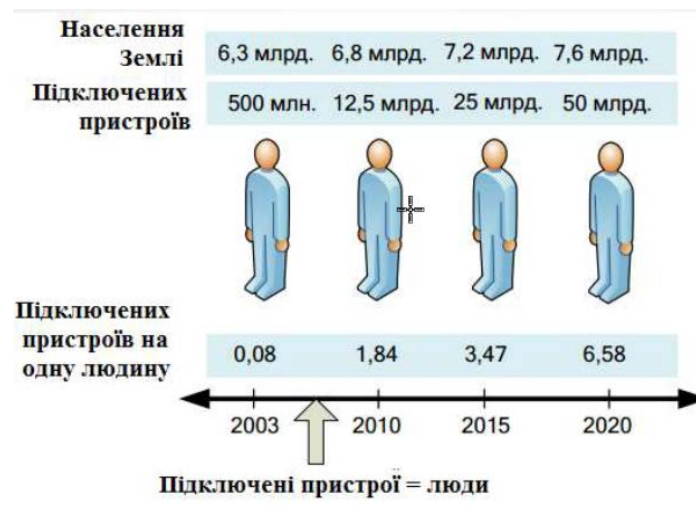 Населення
Землі
6,3 млрд. 6,8 млрд. 7,2 млрд. 7,6 млрд.
Підключених
пристроїв
500 млн. 12,5 млрд. 25 млрд. 50 млрд.
Підключених
пристроїв на
одну людину
0,08 1,84 3,47 6,58
2003 2010 2015 2020
Підключені пристрої = люди